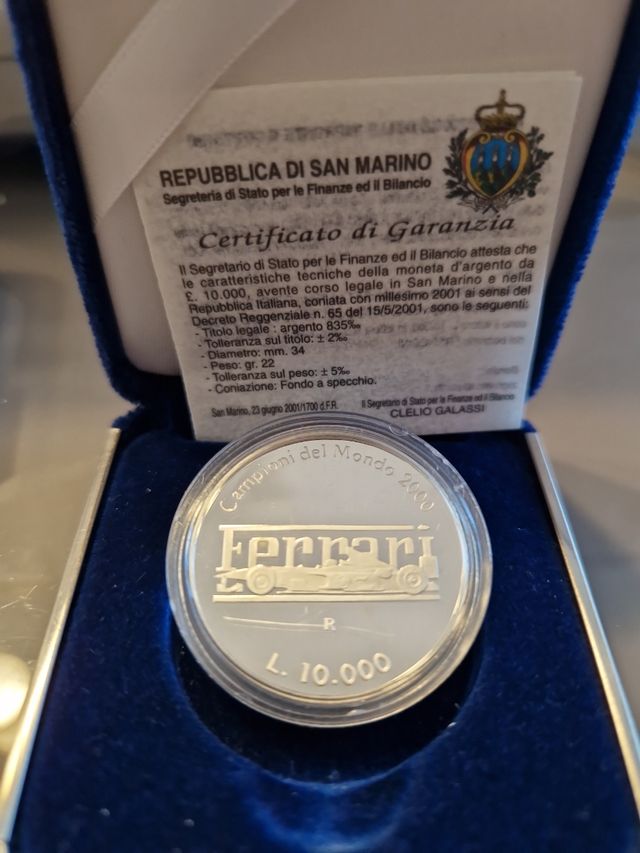 REPUBBLICA DI SAN MARINO
Segreteria di Stato per le Finanze ed il Bilancio
Certificato di Garanzia
Il Segretario di Stato per le Finanze ed il Bilancio attesta che
le caratteristiche tecniche della moneta d'argento da
£. 10.000, avente corso legale in San Marino e nella
Repubblica Italiana, coniata con millesimo 2001 ai sensi del
Decreto Reggenziale n. 65 del 15/5/2001, sono le seguenti:
- Titolo legale : argento 835‰
- Tolleranza sul titolo: ± 2‰
- Diametro: mm. 34
- Peso: gr. 22
- Tolleranza sul peso: ± 5‰
- Coniazione: Fondo a specchio.
San Marino, 23 giugno 2001/1700 d.F.R.
Il Segretario di Stato per le Finanze ed il Bilancio
CLELIO GALASSI
Campioni del Mondo 2000
Ferrari
R
L. 10.000